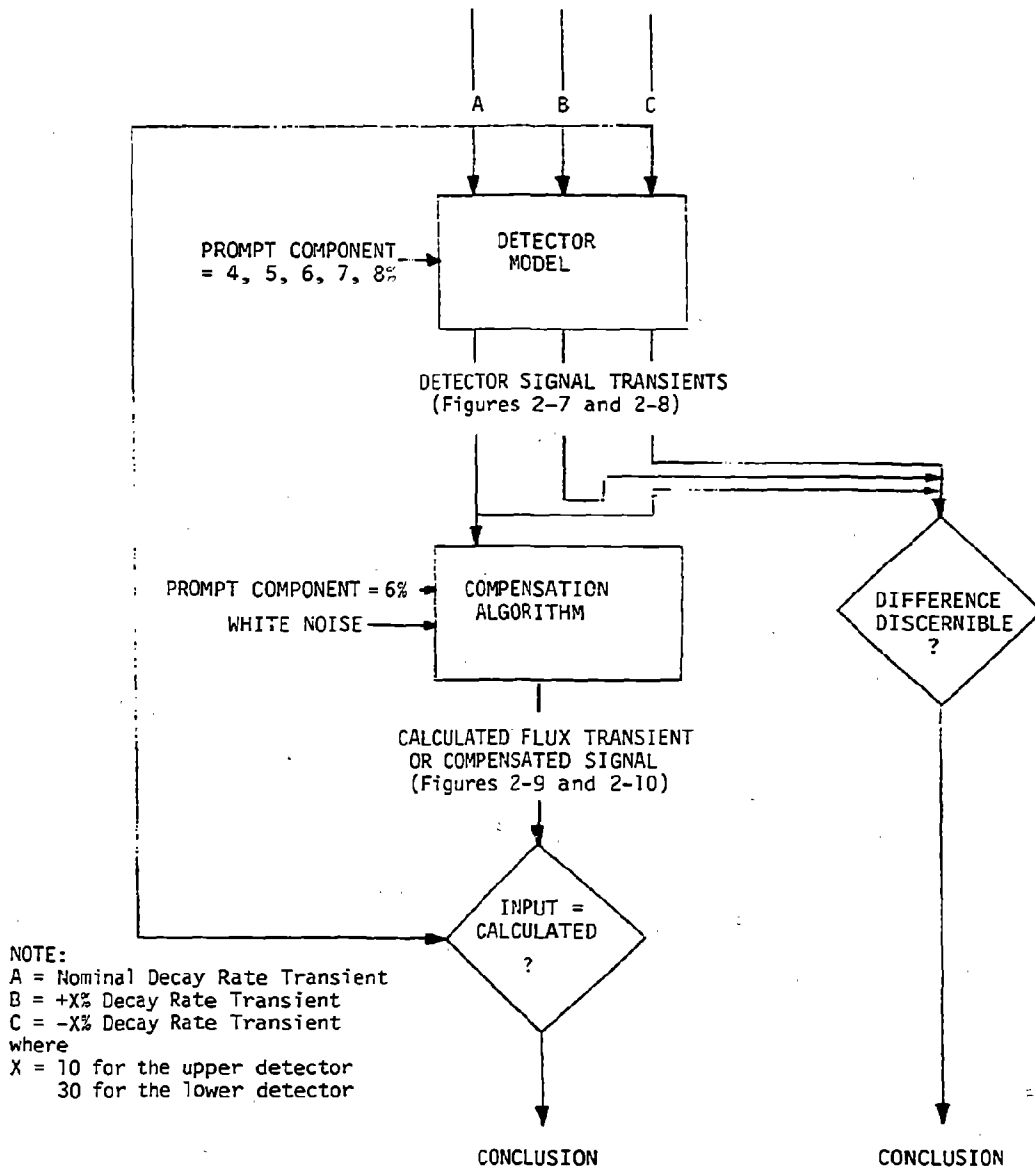 A B C
PROMPT COMPONENT
= 4, 5, 6, 7, 8%
DETECTOR
MODEL
DETECTOR SIGNAL TRANSIENTS
(Figures 2-7 and 2-8)
PROMPT COMPONENT = 6%
WHITE NOISE
COMPENSATION
ALGORITHM
DIFFERENCE
DISCERNIBLE
?
CALCULATED FLUX TRANSIENT
OR COMPENSATED SIGNAL
(Figures 2-9 and 2-10)
INPUT =
CALCULATED
?
NOTE:
A = Nominal Decay Rate Transient
B = +X% Decay Rate Transient
C = -X% Decay Rate Transient
where
X = 10 for the upper detector
30 for the lower detector
CONCLUSION
CONCLUSION